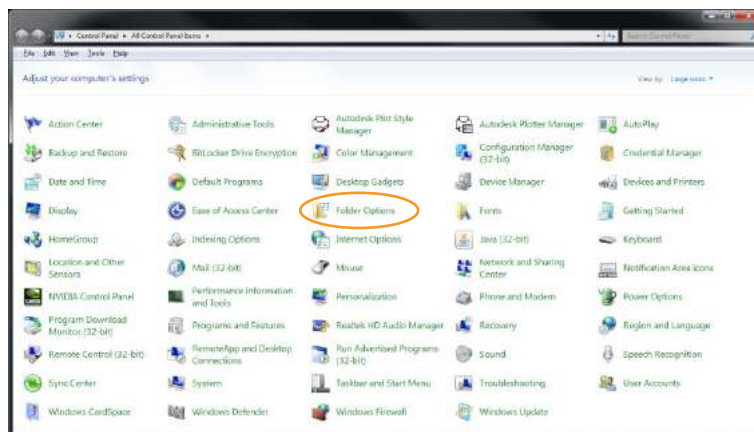 Control Panel ▸ All Control Panel Items ▸
Search Control Panel
File Edit View Tools Help
Adjust your computer's settings
View by: Large icons
Action Center
Administrative Tools
Autodesk Plot Style
Manager
Autodesk Plotter Manager
AutoPlay
Backup and Restore
BitLocker Drive Encryption
Color Management
Configuration Manager
(32-bit)
Credential Manager
Date and Time
Default Programs
Desktop Gadgets
Device Manager
Devices and Printers
Display
Ease of Access Center
Folder Options
Fonts
Getting Started
HomeGroup
Indexing Options
Internet Options
Java (32-bit)
Keyboard
Location and Other
Sensors
Mail (32-bit)
Mouse
Network and Sharing
Center
Notification Area Icons
NVIDIA Control Panel
Performance Information
and Tools
Personalization
Phone and Modem
Power Options
Program Download
Monitor (32-bit)
Programs and Features
Realtek HD Audio Manager
Recovery
Region and Language
Remote Control (32-bit)
RemoteApp and Desktop
Connections
Run Advertised Programs
(32-bit)
Sound
Speech Recognition
Sync Center
System
Taskbar and Start Menu
Troubleshooting
User Accounts
Windows CardSpace
Windows Defender
Windows Firewall
Windows Update